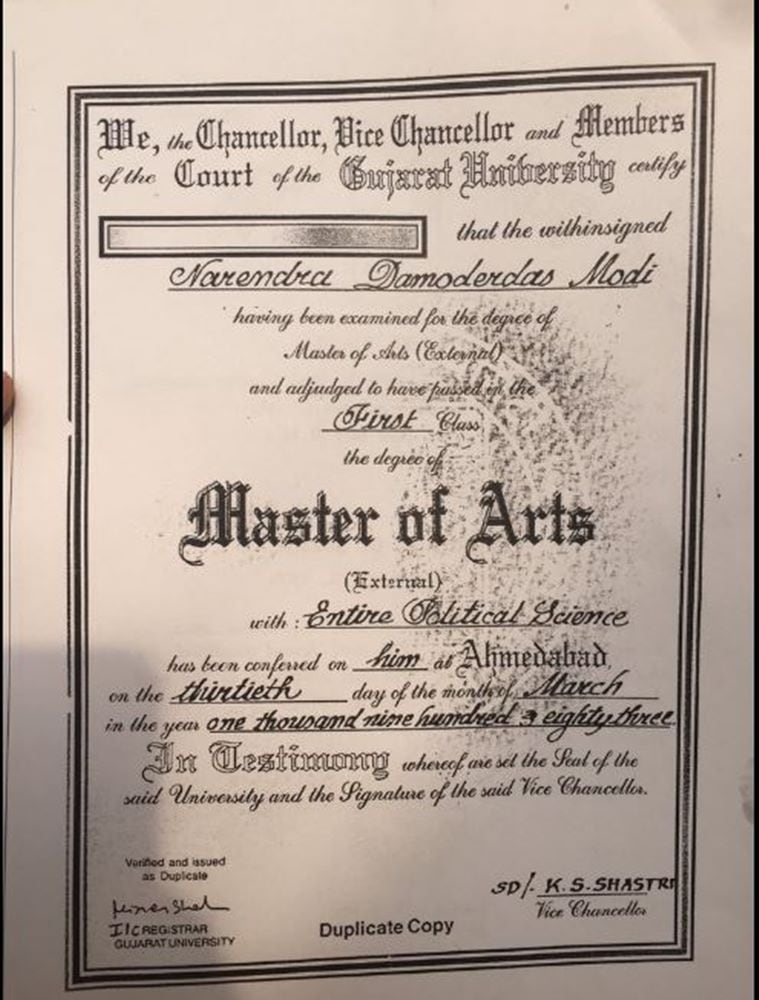 We, the Chancellor, Vice Chancellor and Members
of the Court of the Gujarat University certify
that the withinsigned
Narendra Damoderdas Modi
having been examined for the degree of
Master of Arts (External)
and adjudged to have passed in the
First Class
the degree of
Master of Arts
(External)
with : Entire Political Science
has been conferred on him at Ahmedabad,
on the thirtieth day of the month of March
in the year one thousand nine hundred & eighty three
In Testimony whereof are set the Seal of the
said University and the Signature of the said Vice Chancellor.
Verified and issued
as Duplicate
SD/- K. S. SHASTRI
Vice Chancellor
I/C REGISTRAR
GUJARAT UNIVERSITY
Duplicate Copy